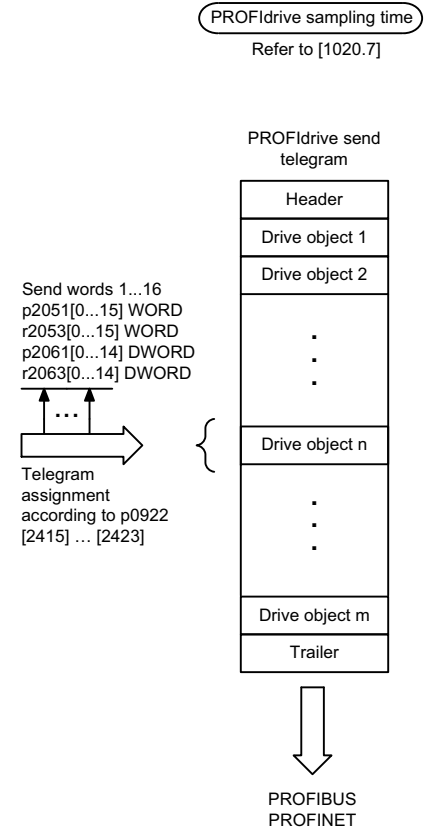 PROFIdrive sampling time
Refer to [1020.7]
PROFIdrive send
telegram
Header
Drive object 1
Drive object 2
Send words 1...16
p2051[0...15] WORD
r2053[0...15] WORD
p2061[0...14] DWORD
r2063[0...14] DWORD
...
Drive object n
Telegram
assignment
according to p0922
[2415] … [2423]
Drive object m
Trailer
PROFIBUS
PROFINET